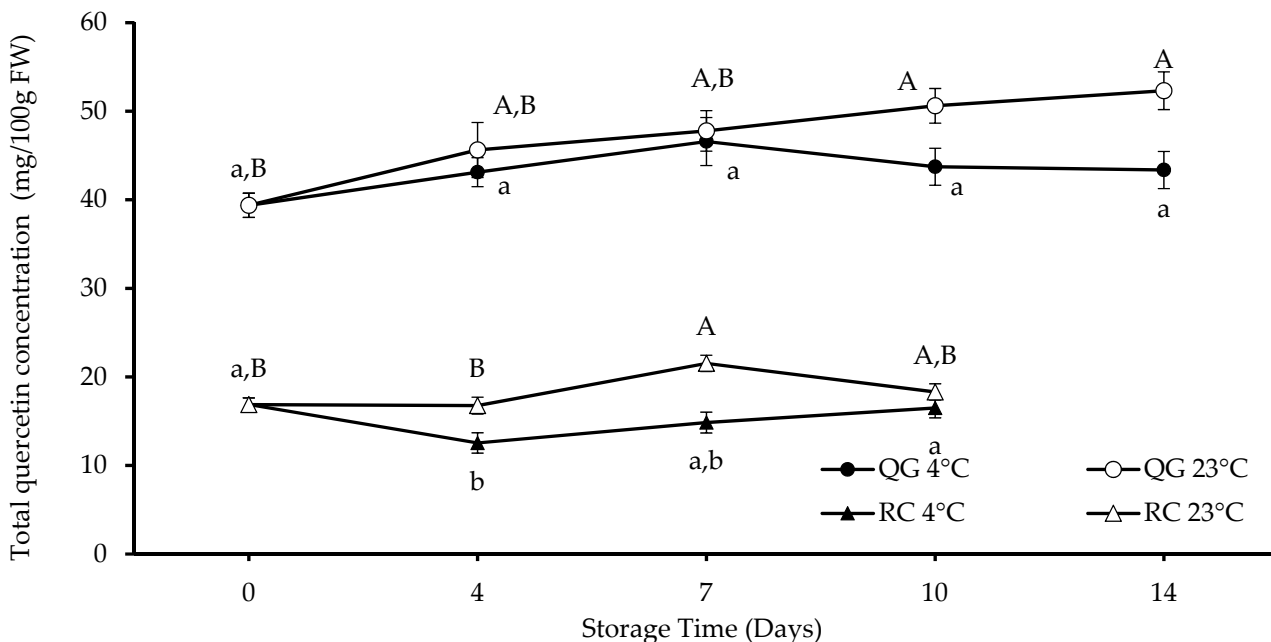 Total quercetin concentration (mg/100g FW)
60
50
40
30
20
10
0
a,B
A,B
A,B
A
A
a
a
a
a
a,B
B
A
A,B
b
a,b
a
QG 4°C
QG 23°C
RC 4°C
RC 23°C
0
4
7
10
14
Storage Time (Days)